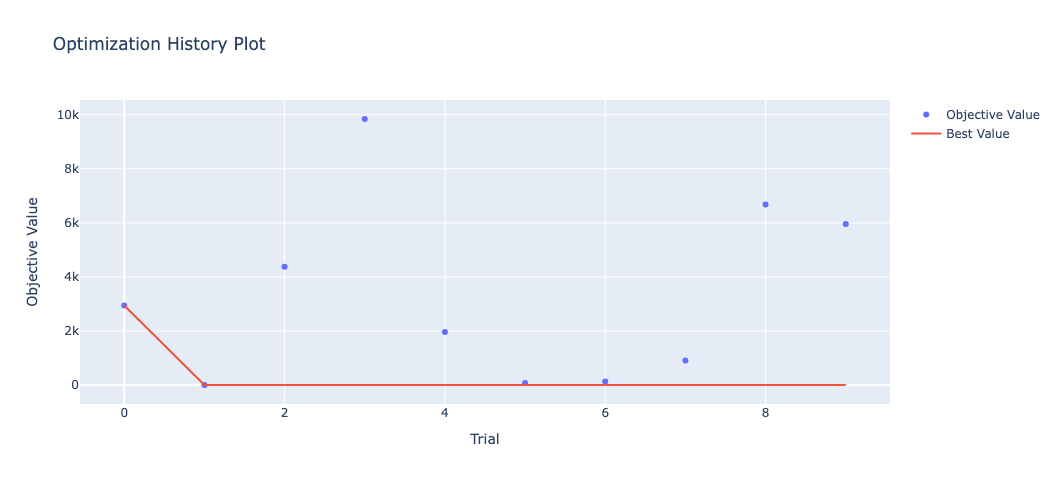 Optimization History Plot
10k
8k
6k
4k
2k
0
Objective Value
0 2 4 6 8
Trial
Objective Value
Best Value